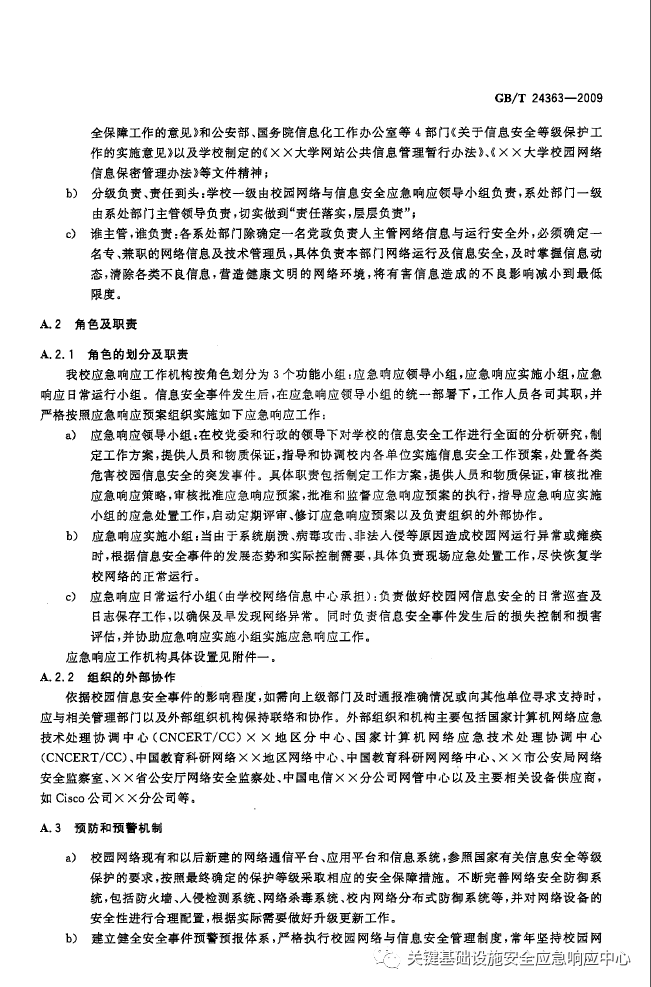 GB/T 24363—2009
全保障工作的意见》和公安部、国务院信息化工作办公室等 4 部门《关于信息安全等级保护工
作的实施意见》以及学校制定的《××大学网站公共信息管理暂行办法》、《××大学校园网络
信息保密管理办法》等文件精神；
b) 分级负责、责任到头：学校一级由校园网络与信息安全应急响应领导小组负责，系处部门一级
由系处部门主管领导负责，切实做到“责任落实，层层负责”；
c) 谁主管，谁负责：各系处部门除确定一名党政负责人主管网络信息与运行安全外，必须确定一
名专、兼职的网络信息及技术管理员，具体负责本部门网络运行及信息安全，及时掌握信息动
态，清除各类不良信息，营造健康文明的网络环境，将有害信息造成的不良影响减小到最低
限度。
A.2 角色及职责
A.2.1 角色的划分及职责
我校应急响应工作机构按角色划分为 3 个功能小组：应急响应领导小组，应急响应实施小组，应急
响应日常运行小组。信息安全事件发生后，在应急响应领导小组的统一部署下，工作人员各司其职，并
严格按照应急响应预案组织实施如下应急响应工作：
a) 应急响应领导小组：在校党委和行政的领导下对学校的信息安全工作进行全面的分析研究，制
定工作方案，提供人员和物质保证，指导和协调校内各单位实施信息安全工作预案，处置各类
危害校园信息安全的突发事件。具体职责包括制定工作方案，提供人员和物质保证，审核批准
应急响应策略，审核批准应急响应预案，批准和监督应急响应预案的执行，指导应急响应实施
小组的应急处置工作，启动定期评审、修订应急响应预案以及负责组织的外部协作。
b) 应急响应实施小组：当由于系统崩溃、病毒攻击、非法入侵等原因造成校园网运行异常或瘫痪
时，根据信息安全事件的发展态势和实际控制需要，具体负责现场应急处置工作，尽快恢复学
校网络的正常运行。
c) 应急响应日常运行小组（由学校网络信息中心承担）：负责做好校园网信息安全的日常巡查及
日志保存工作，以确保及早发现网络异常。同时负责信息安全事件发生后的损失控制和损害
评估，并协助应急响应实施小组实施应急响应工作。
应急响应工作机构具体设置见附件一。
A.2.2 组织的外部协作
依据校园信息安全事件的影响程度，如需向上级部门及时通报准确情况或向其他单位寻求支持时，
应与相关管理部门以及外部组织机构保持联络和协作。外部组织和机构主要包括国家计算机网络应急
技术处理协调中心（CNCERT/CC）××地区分中心、国家计算机网络应急技术处理协调中心
（CNCERT/CC）、中国教育科研网络××地区网络中心、中国教育科研网网络中心、××市公安局网络
安全监察室、××省公安厅网络安全监察处、中国电信××分公司网管中心以及主要相关设备供应商，
如 Cisco 公司××分公司等。
A.3 预防和预警机制
a) 校园网络现有和以后新建的网络通信平台、应用平台和信息系统，参照国家有关信息安全等级
保护的要求，按照最终确定的保护等级采取相应的安全保障措施。不断完善网络安全防御系
统，包括防火墙、入侵检测系统、网络杀毒系统、校内网络分布式防御系统等，并对网络设备的
安全性进行合理配置，根据实际需要做好升级更新工作。
b) 建立健全安全事件预警预报体系，严格执行校园网络与信息安全管理制度，常年坚持校园网
关键基础设施安全应急响应中心